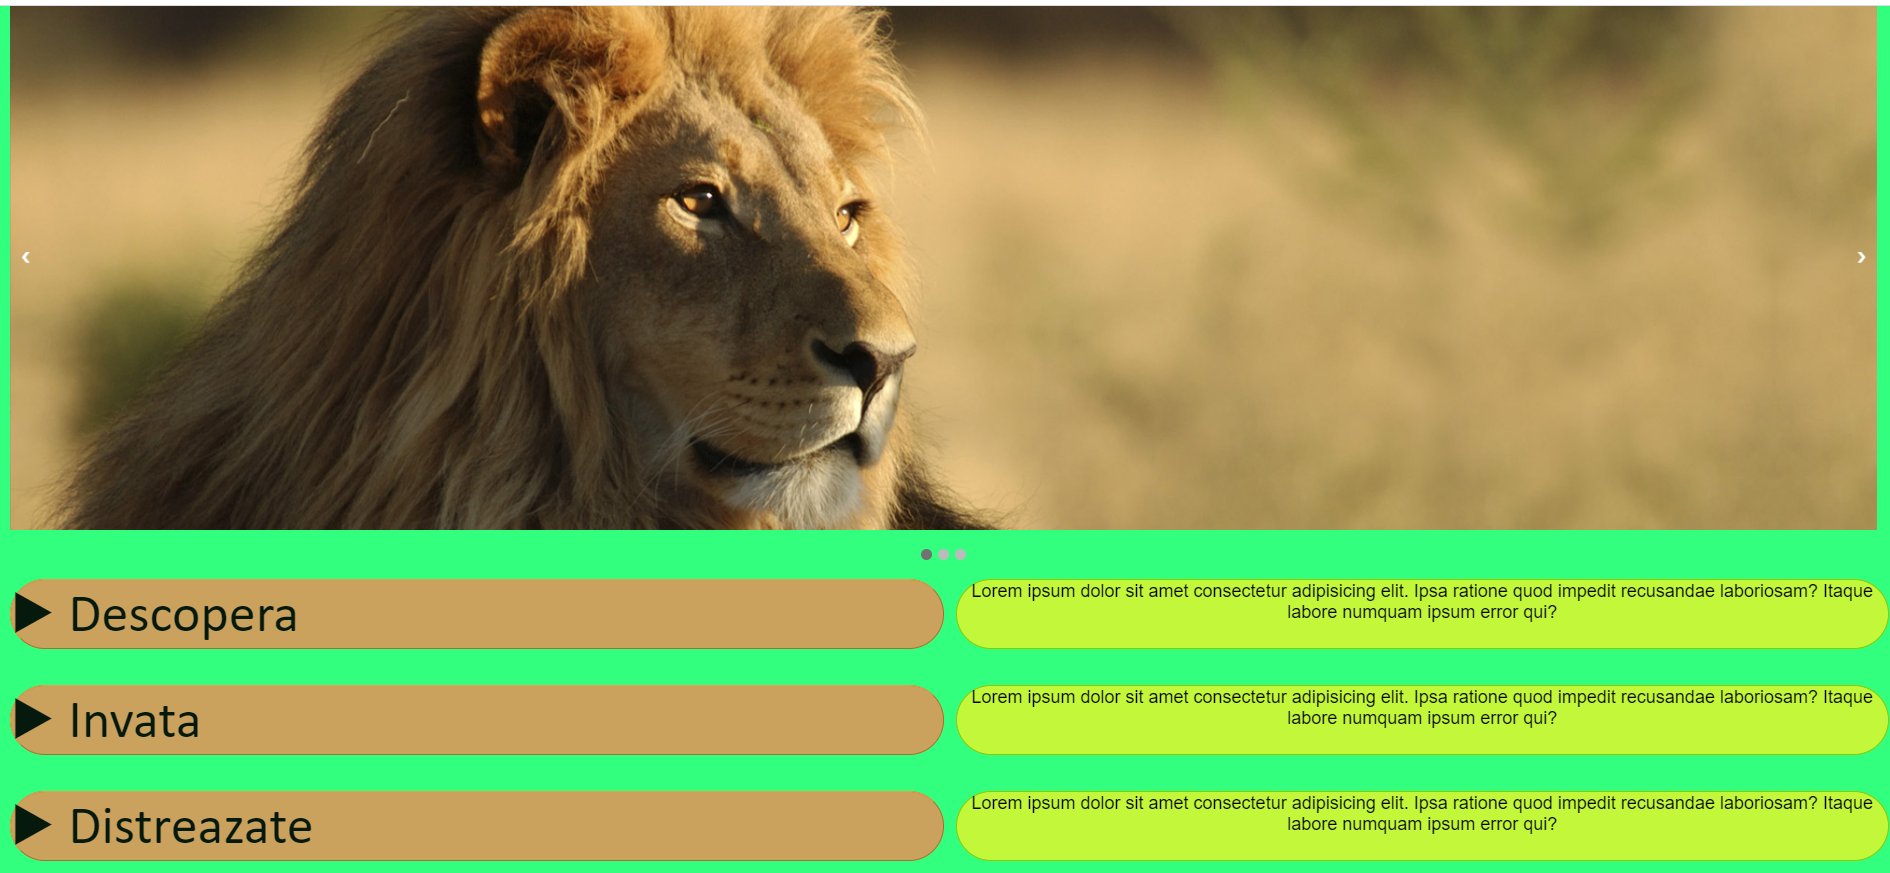 ‹
›
Descopera
Lorem ipsum dolor sit amet consectetur adipisicing elit. Ipsa ratione quod impedit recusandae laboriosam? Itaque
labore numquam ipsum error qui?
Invata
Lorem ipsum dolor sit amet consectetur adipisicing elit. Ipsa ratione quod impedit recusandae laboriosam? Itaque
labore numquam ipsum error qui?
Distreazate
Lorem ipsum dolor sit amet consectetur adipisicing elit. Ipsa ratione quod impedit recusandae laboriosam? Itaque
labore numquam ipsum error qui?